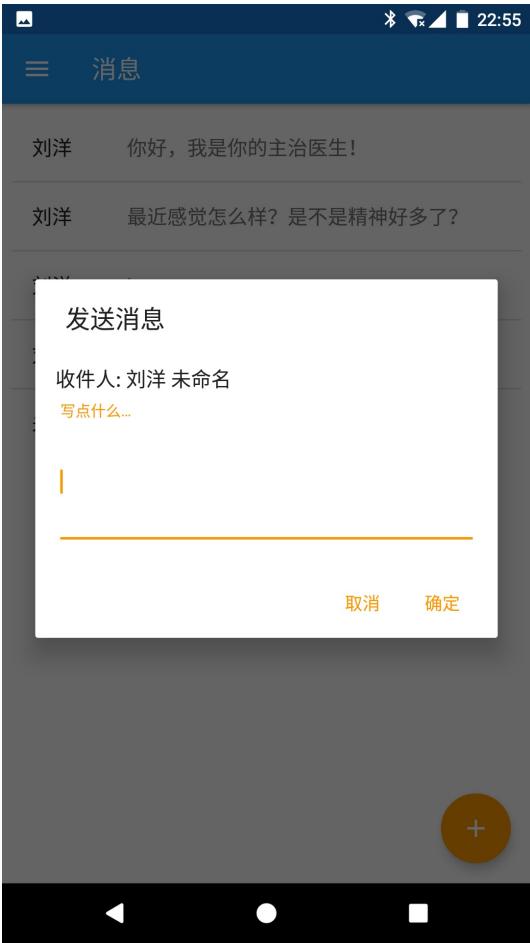 22:55
消息
刘洋 你好，我是你的主治医生！
刘洋 最近感觉怎么样？是不是精神好多了？
发送消息
收件人: 刘洋 未命名
写点什么...
取消 确定